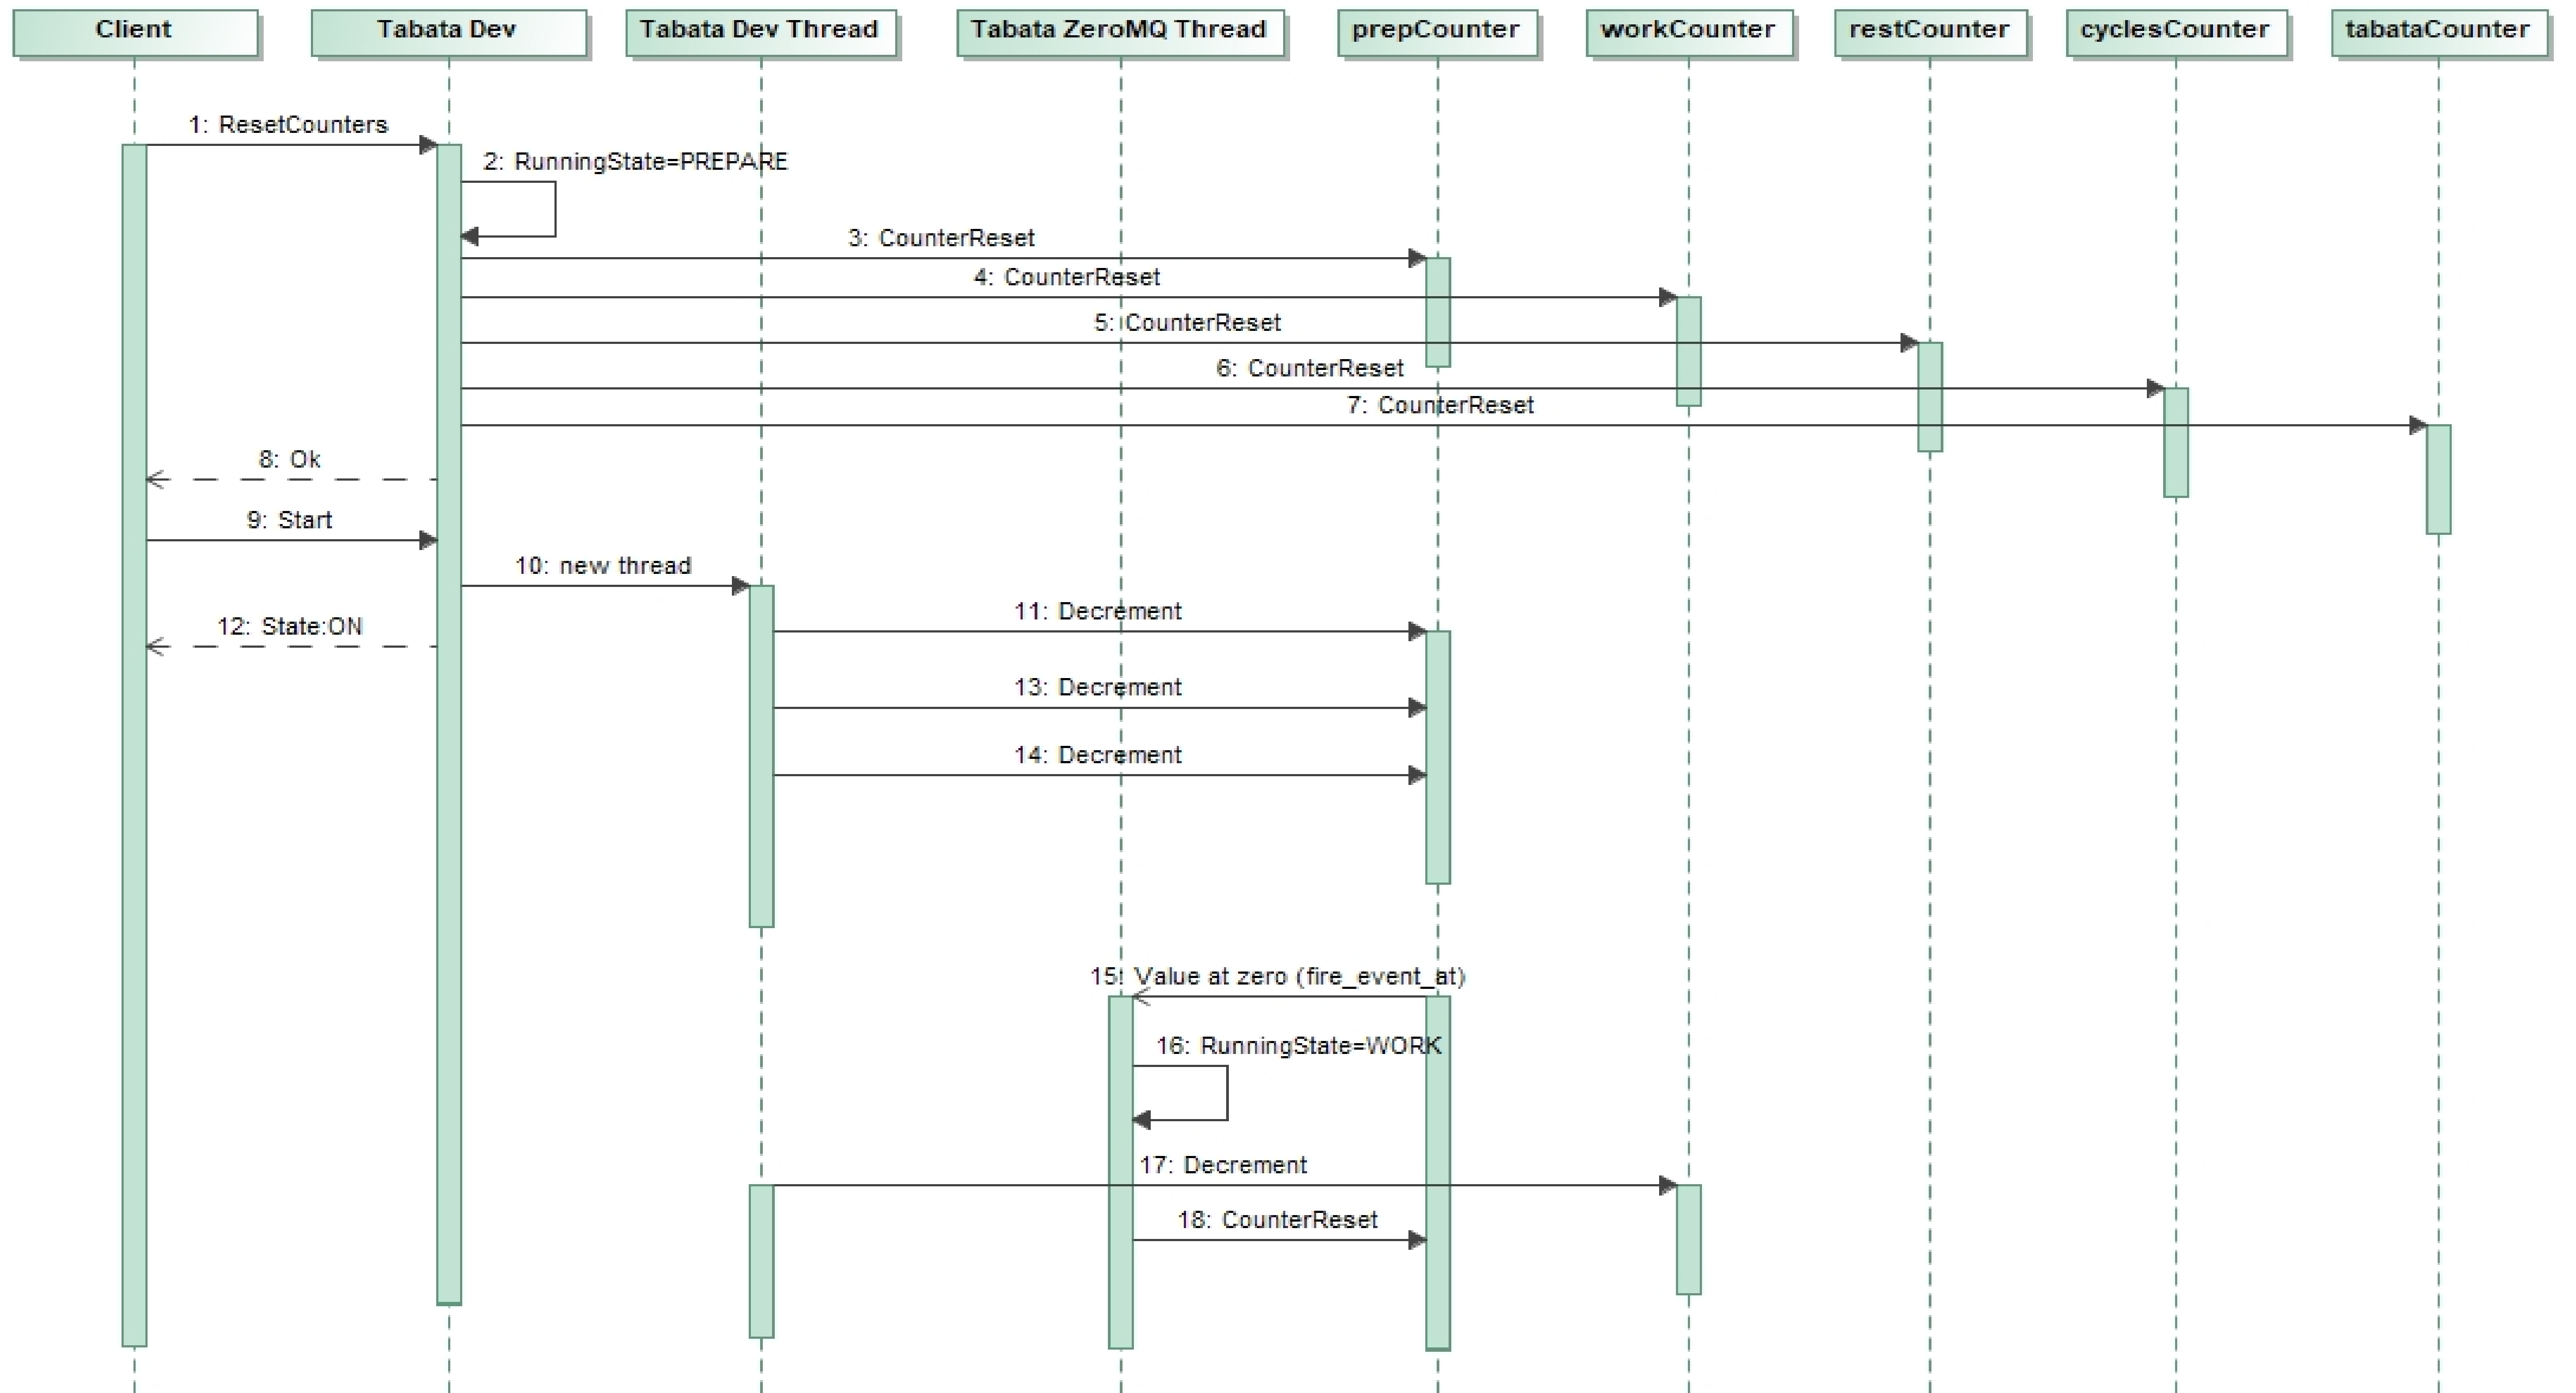 Client
Tabata Dev
Tabata Dev Thread
Tabata ZeroMQ Thread
prepCounter
workCounter
restCounter
cyclesCounter
tabataCounter
1: ResetCounters
2: RunningState=PREPARE
3: CounterReset
4: CounterReset
5: CounterReset
6: CounterReset
7: CounterReset
8: Ok
9: Start
10: new thread
11: Decrement
12: State:ON
13: Decrement
14: Decrement
15: Value at zero (fire_event_at)
16: RunningState=WORK
17: Decrement
18: CounterReset